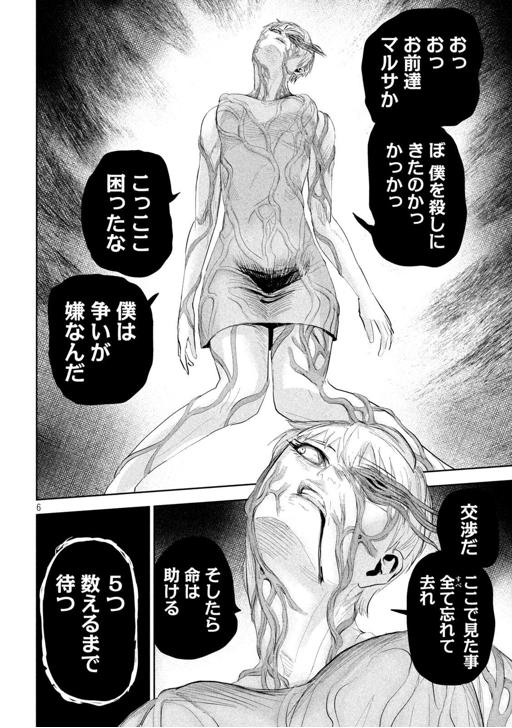 おっ
おっ
お前達
マルサか
ぼ 僕を殺しに
きたのかっ
かっかっ
こっここ
困ったな
僕は
争いが
嫌なんだ
交渉だ
ここで見た事
全て忘れて
すべ
去れ
そしたら
命は
助ける
5つ
数えるまで
待つ
6